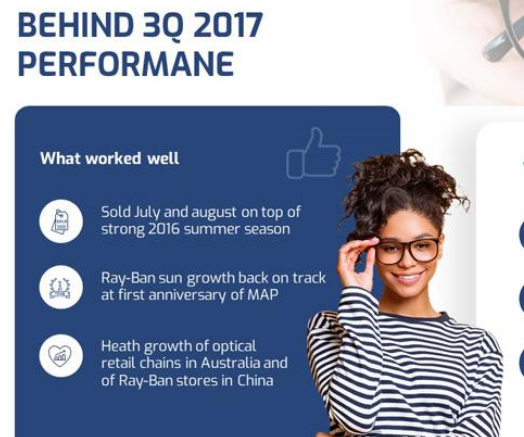 BEHIND 3Q 2017
PERFORMANE
What worked well
Sold July and august on top of
strong 2016 summer season
Ray-Ban sun growth back on track
at first anniversary of MAP
Heath growth of optical
retail chains in Australia and
of Ray-Ban stores in China